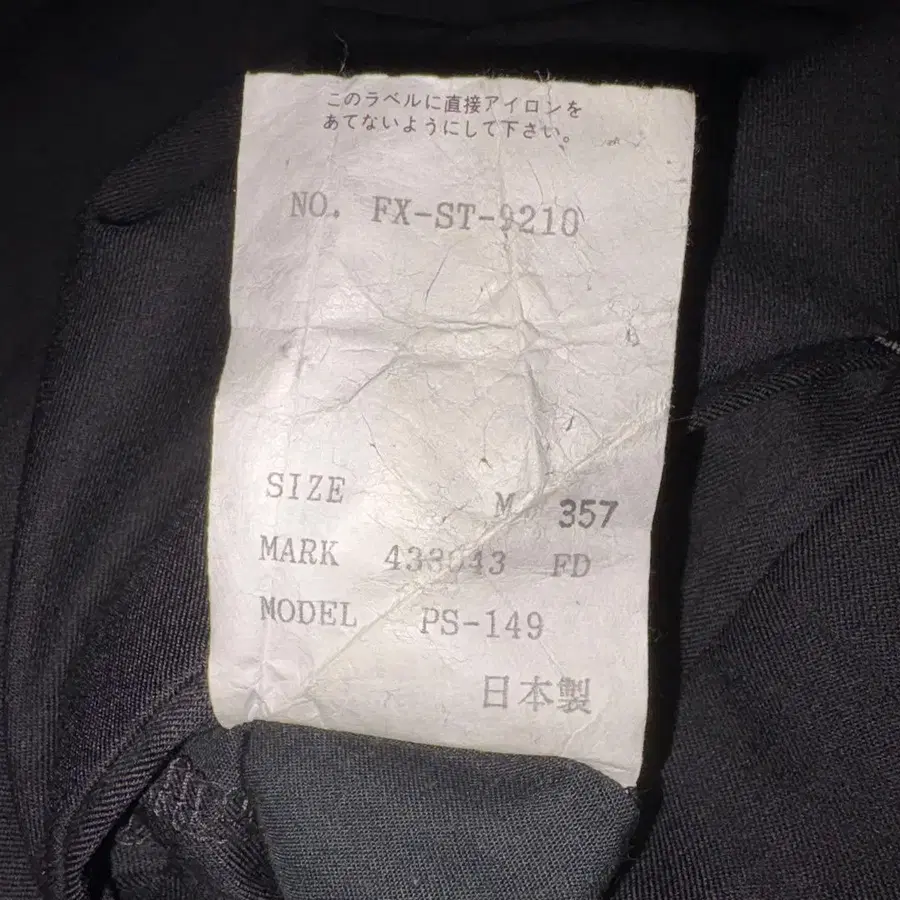 このラベルに直接アイロンを
あてないようにして下さい。
NO. FX-ST-9210
SIZE M 357
MARK FD
MODEL PS-149
日本製